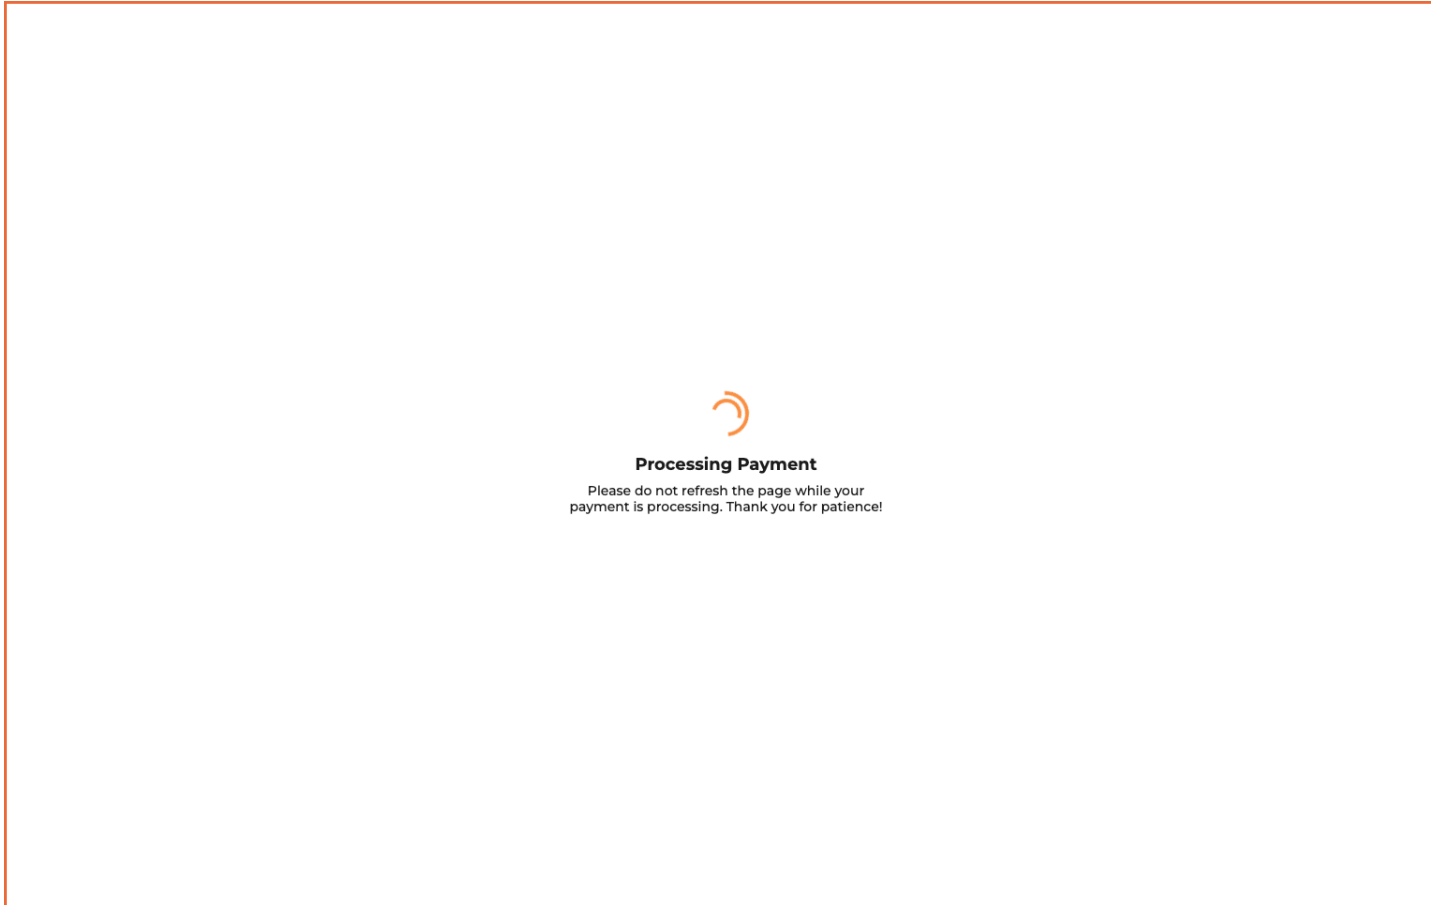 Processing Payment
Please do not refresh the page while your
payment is processing. Thank you for patience!